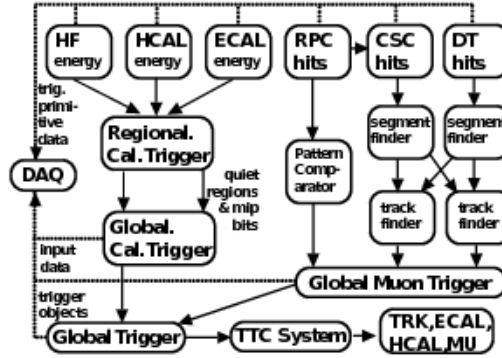 HF energy
HCAL energy
ECAL energy
RPC hits
CSC hits
DT hits
trig. primi- tive data
segment finder
segment finder
Regional. Cal. Trigger
Pattern Comp- arator
DAQ
quiet regions & mip bits
Global. Cal. Trigger
track finder
track finder
input data
Global Muon Trigger
trigger objects
Global Trigger
TTC System
TRK,ECAL, HCAL,MU